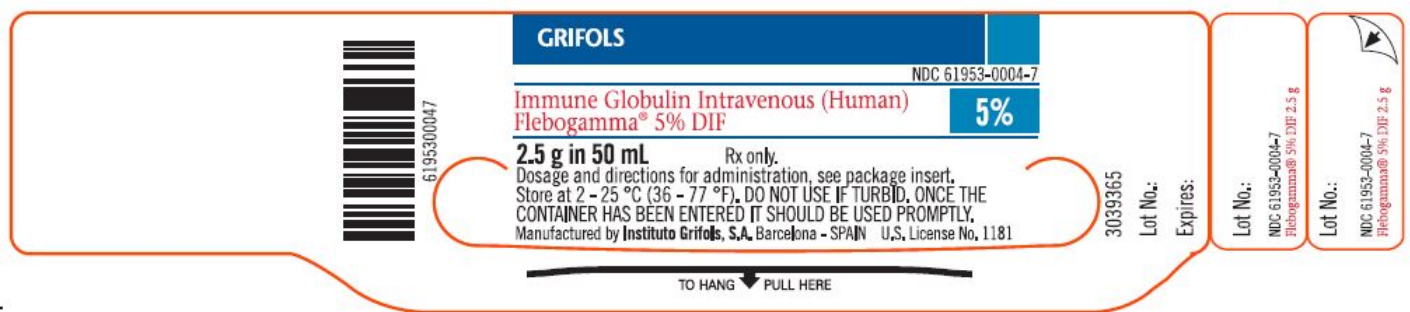 GRIFOLS
NDC 61953-0004-7
Immune Globulin Intravenous (Human)
Flebogamma® 5% DIF
5%
2.5 g in 50 mL Rx only.
Dosage and directions for administration, see package insert.
Store at 2 - 25 °C (36 - 77 °F). DO NOT USE IF TURBID. ONCE THE
CONTAINER HAS BEEN ENTERED IT SHOULD BE USED PROMPTLY.
Manufactured by Instituto Grifols, S.A. Barcelona - SPAIN U.S. License No. 1181
TO HANG PULL HERE
6195300047
3039365
Lot No.:
Expires:
Lot No.:
NDC 61953-0004-7
Flebogamma® 5% DIF 2.5 g
Lot No.:
NDC 61953-0004-7
Flebogamma® 5% DIF 2.5 g